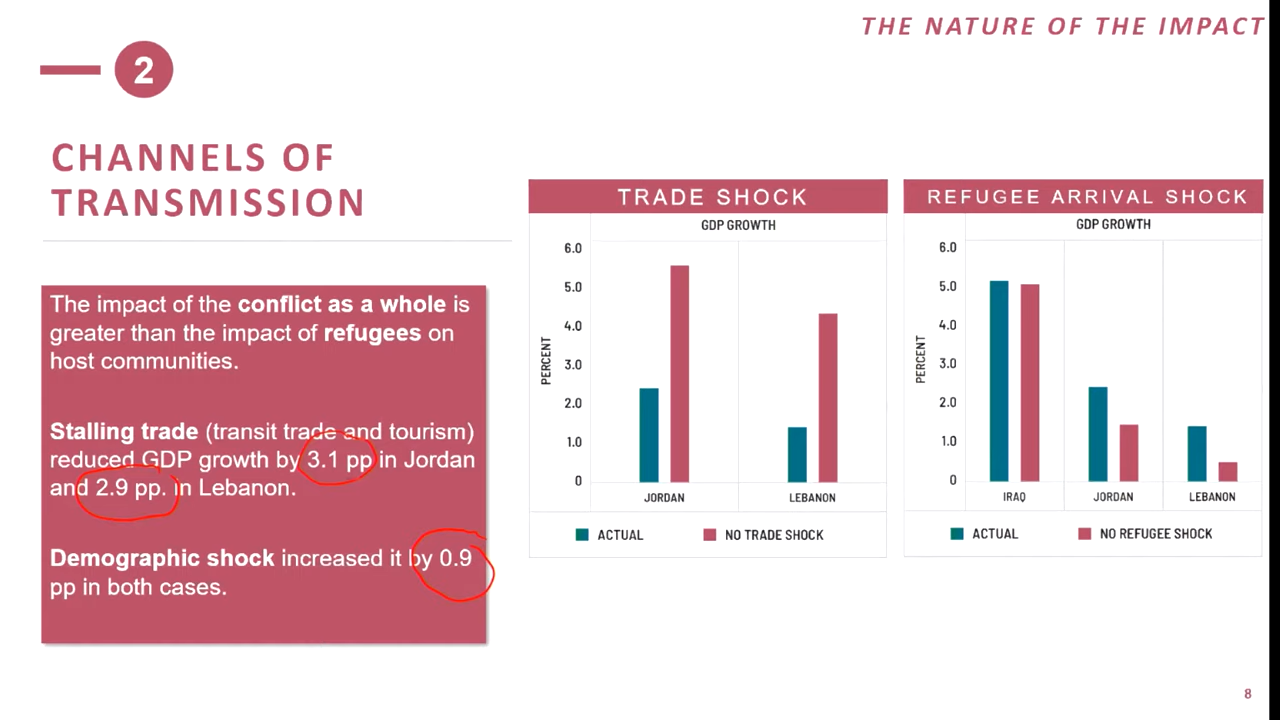 THE NATURE OF THE IMPACT
2
CHANNELS OF
TRANSMISSION
The impact of the conflict as a whole is
greater than the impact of refugees on
host communities.
Stalling trade (transit trade and tourism)
reduced GDP growth by 3.1 pp in Jordan
and 2.9 pp. in Lebanon.
Demographic shock increased it by 0.9
pp in both cases.
TRADE SHOCK
GDP GROWTH
PERCENT
6.0
5.0
4.0
3.0
2.0
1.0
0
JORDAN
LEBANON
ACTUAL
NO TRADE SHOCK
REFUGEE ARRIVAL SHOCK
GDP GROWTH
PERCENT
6.0
5.0
4.0
3.0
2.0
1.0
0
IRAQ
JORDAN
LEBANON
ACTUAL
NO REFUGEE SHOCK
8